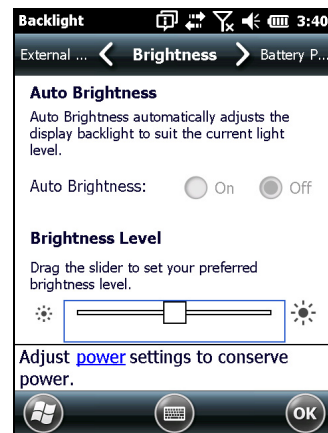 Backlight 3:40
External ... Brightness Battery P...
Auto Brightness
Auto Brightness automatically adjusts the
display backlight to suit the current light
level.
Auto Brightness: On Off
Brightness Level
Drag the slider to set your preferred
brightness level.
Adjust power settings to conserve
power.
OK